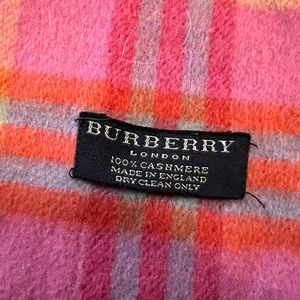 BURBERRY
LONDON
100% CASHMERE
MADE IN ENGLAND
DRY CLEAN ONLY